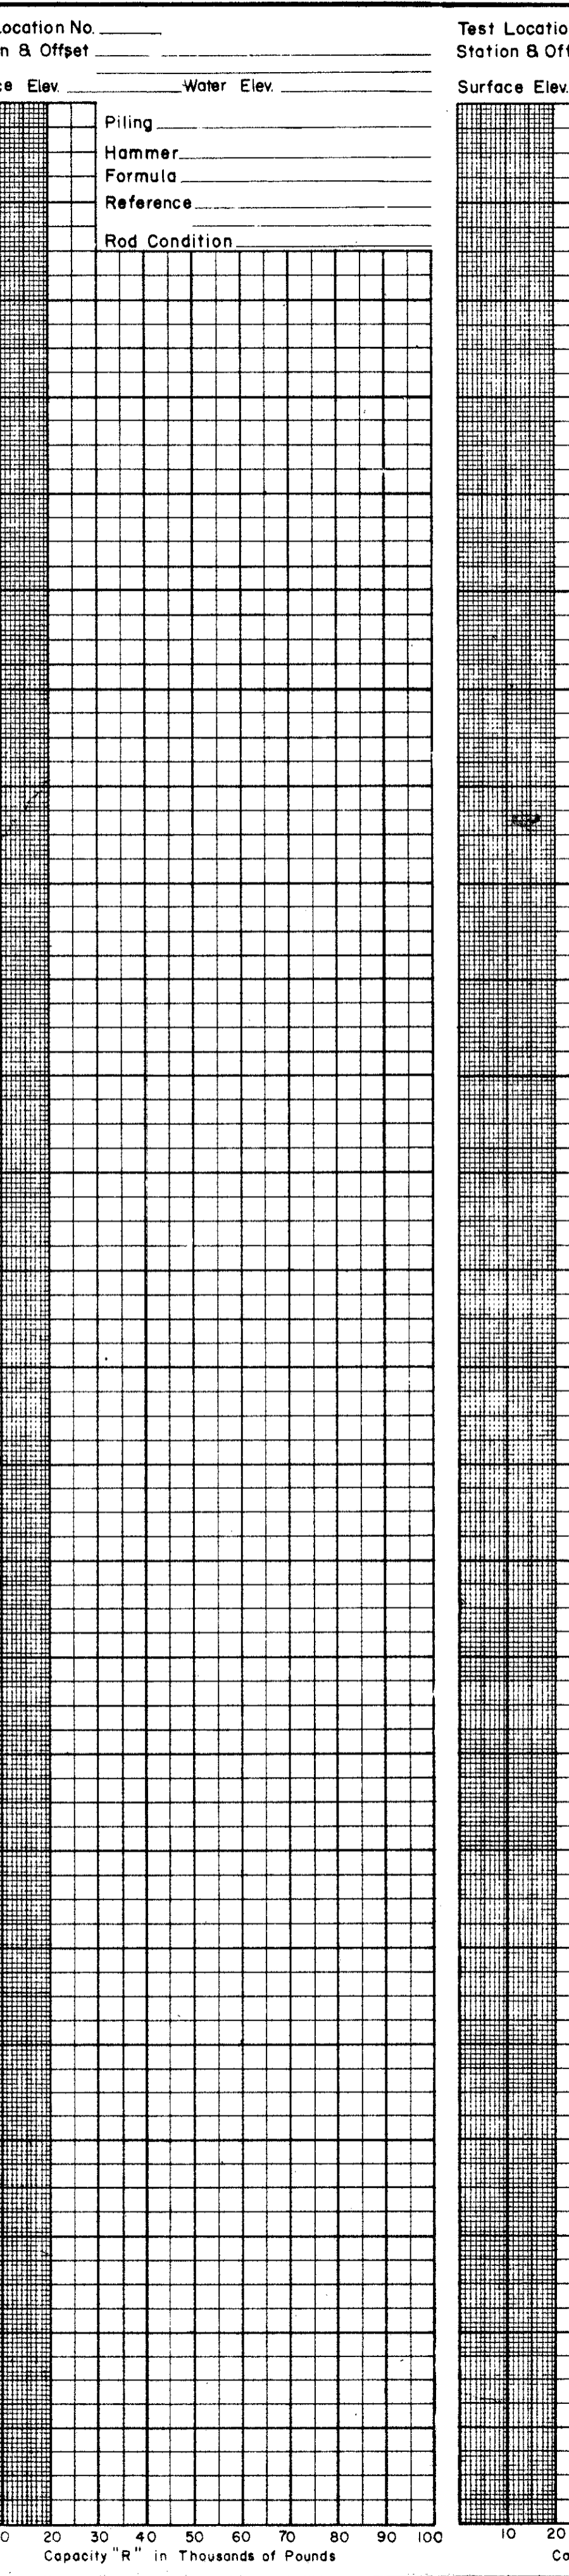 Location No.
n & Offset
ce Elev. Water Elev.
Piling
Hammer
Formula
Reference
Rod Condition
0 20 30 40 50 60 70 80 90 100
Capacity "R" in Thousands of Pounds
Test Locatio
Station & Off
Surface Elev.
10 20
Ca